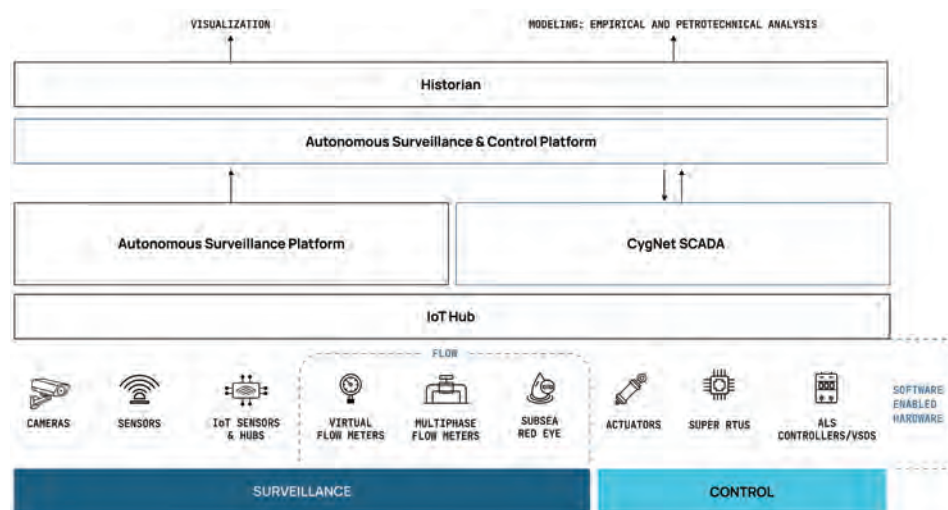 VISUALIZATION
MODELING: EMPIRICAL AND PETROTECHNICAL ANALYSIS
Historian
Autonomous Surveillance & Control Platform
Autonomous Surveillance Platform
CygNet SCADA
IoT Hub
FLOW
CAMERAS
SENSORS
IoT SENSORS
& HUBS
VIRTUAL
FLOW METERS
MULTIPHASE
FLOW METERS
SUBSEA
RED EYE
ACTUATORS
SUPER RTUS
ALS
CONTROLLERS/VSDS
SOFTWARE
ENABLED
HARDWARE
SURVEILLANCE
CONTROL